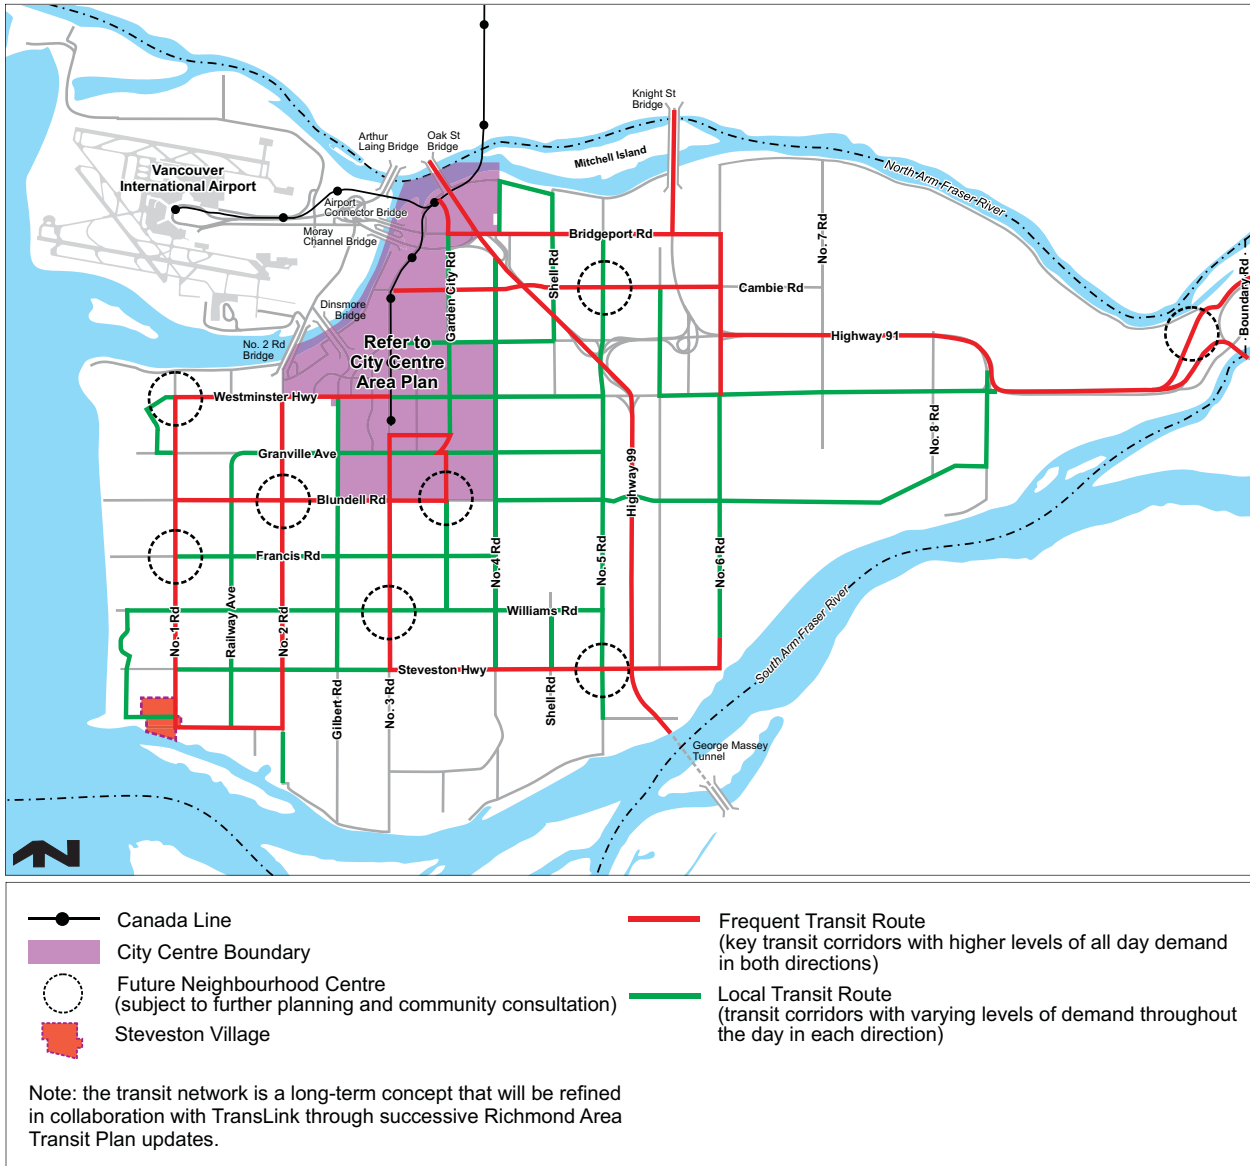 Knight St
Bridge
Arthur
Laing Bridge
Oak St
Bridge
Mitchell Island
North Arm Fraser River
Vancouver
International Airport
Airport
Connector Bridge
Moray
Channel Bridge
Bridgeport Rd
No. 7 Rd
Boundary Rd
Shell Rd
Garden City Rd
Cambie Rd
Dinsmore
Bridge
No. 2 Rd
Bridge
Refer to
City Centre
Area Plan
Highway 91
Westminster Hwy
No. 8 Rd
Granville Ave
Highway 99
Blundell Rd
Francis Rd
No. 4 Rd
No. 5 Rd
No. 6 Rd
Williams Rd
No. 1 Rd
Railway Ave
No. 2 Rd
South Arm Fraser River
Steveston Hwy
Gilbert Rd
No. 3 Rd
Shell Rd
George Massey
Tunnel
Canada Line
City Centre Boundary
Future Neighbourhood Centre
(subject to further planning and community consultation)
Steveston Village
Frequent Transit Route
(key transit corridors with higher levels of all day demand
in both directions)
Local Transit Route
(transit corridors with varying levels of demand throughout
the day in each direction)
Note: the transit network is a long-term concept that will be refined
in collaboration with TransLink through successive Richmond Area
Transit Plan updates.